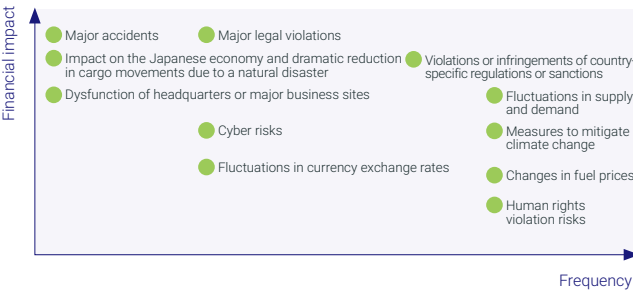 Financial impact
Major accidents
Major legal violations
Impact on the Japanese economy and dramatic reduction
in cargo movements due to a natural disaster
Violations or infringements of country-
specific regulations or sanctions
Dysfunction of headquarters or major business sites
Fluctuations in supply
and demand
Cyber risks
Measures to mitigate
climate change
Fluctuations in currency exchange rates
Changes in fuel prices
Human rights
violation risks
Frequency